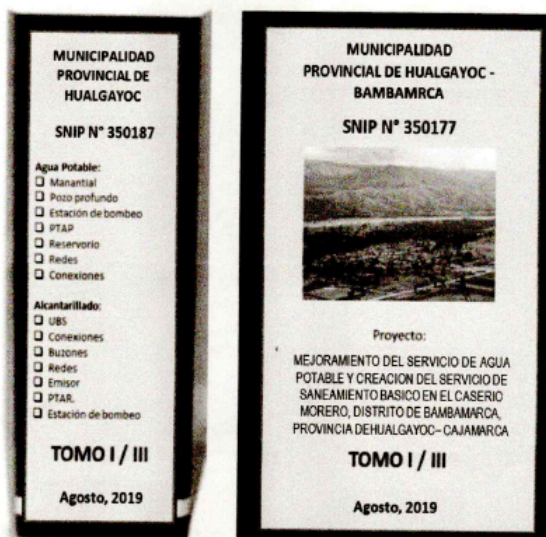 MUNICIPALIDAD
PROVINCIAL DE
HUALGAYOC
SNIP N° 350187
Agua Potable:
❑ Manantial
❑ Pozo profundo
❑ Estación de bombeo
❑ PTAP
❑ Reservorio
❑ Redes
❑ Conexiones
Alcantarillado:
❑ UBS
❑ Conexiones
❑ Buzones
❑ Redes
❑ Emisor
❑ PTAR.
❑ Estación de bombeo
TOMO I / III
Agosto, 2019
MUNICIPALIDAD
PROVINCIAL DE HUALGAYOC -
BAMBAMRCA
SNIP N° 350177
Proyecto:
MEJORAMIENTO DEL SERVICIO DE AGUA
POTABLE Y CREACION DEL SERVICIO DE
SANEAMIENTO BASICO EN EL CASERIO
MORERO, DISTRITO DE BAMBAMARCA,
PROVINCIA DEHUALGAYOC– CAJAMARCA
TOMO I / III
Agosto, 2019